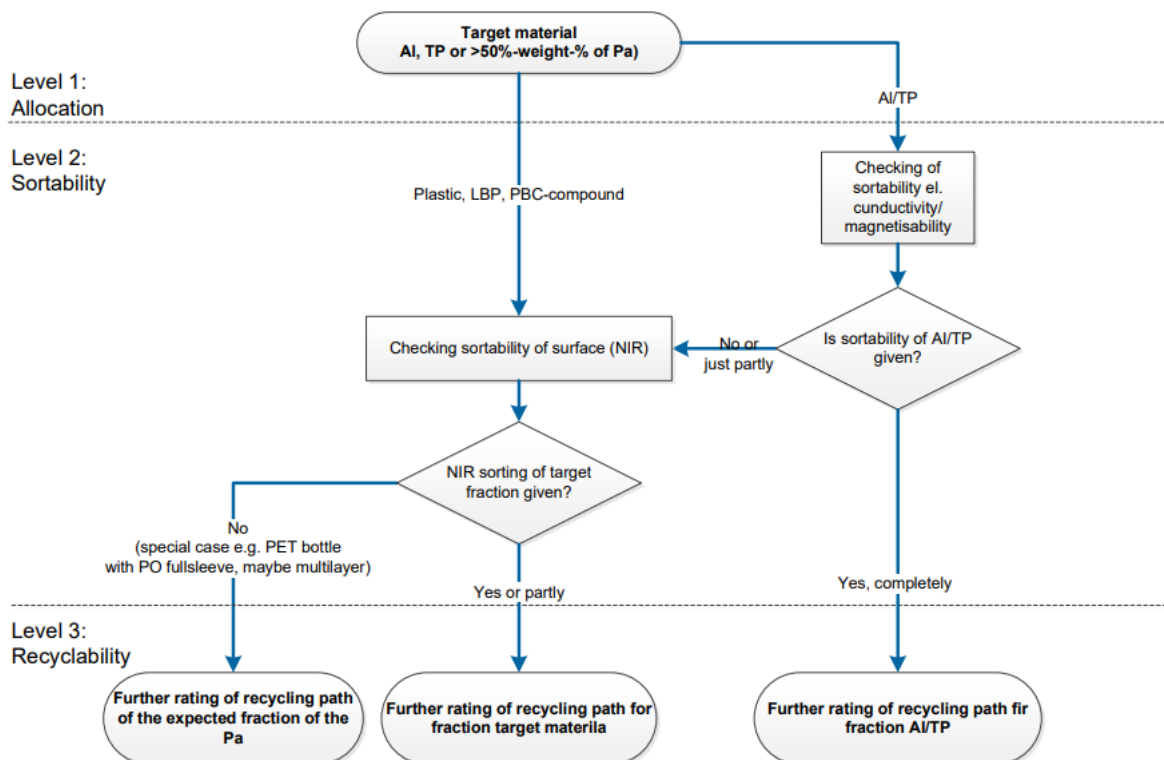 Target material
Al, TP or >50%-weight-% of Pa)
Level 1:
Allocation
Al/TP
Level 2:
Sortability
Checking of
sortability el.
cunductivity/
magnetisability
Plastic, LBP, PBC-compound
Checking sortability of surface (NIR)
No or
just partly
Is sortability of Al/TP
given?
NIR sorting of target
fraction given?
No
(special case e.g. PET bottle
with PO fullsleeve, maybe multilayer)
Yes or partly
Yes, completely
Level 3:
Recyclability
Further rating of recycling path
of the expected fraction of the
Pa
Further rating of recycling path for
fraction target materila
Further rating of recycling path fir
fraction Al/TP